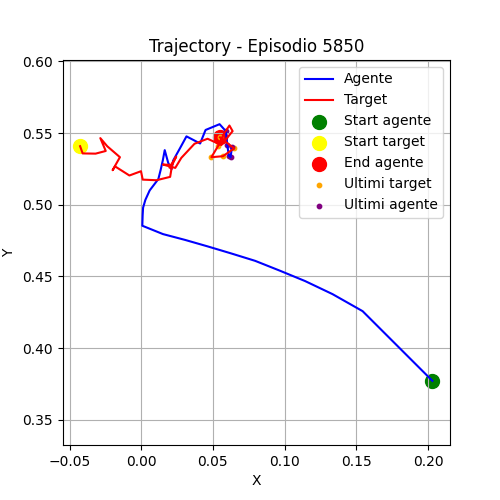 Trajectory - Episodio 5850
0.60
0.55
0.50
0.45
0.40
0.35
Y
−0.05
0.00
0.05
0.10
0.15
0.20
X
Agente
Target
Start agente
Start target
End agente
Ultimi target
Ultimi agente